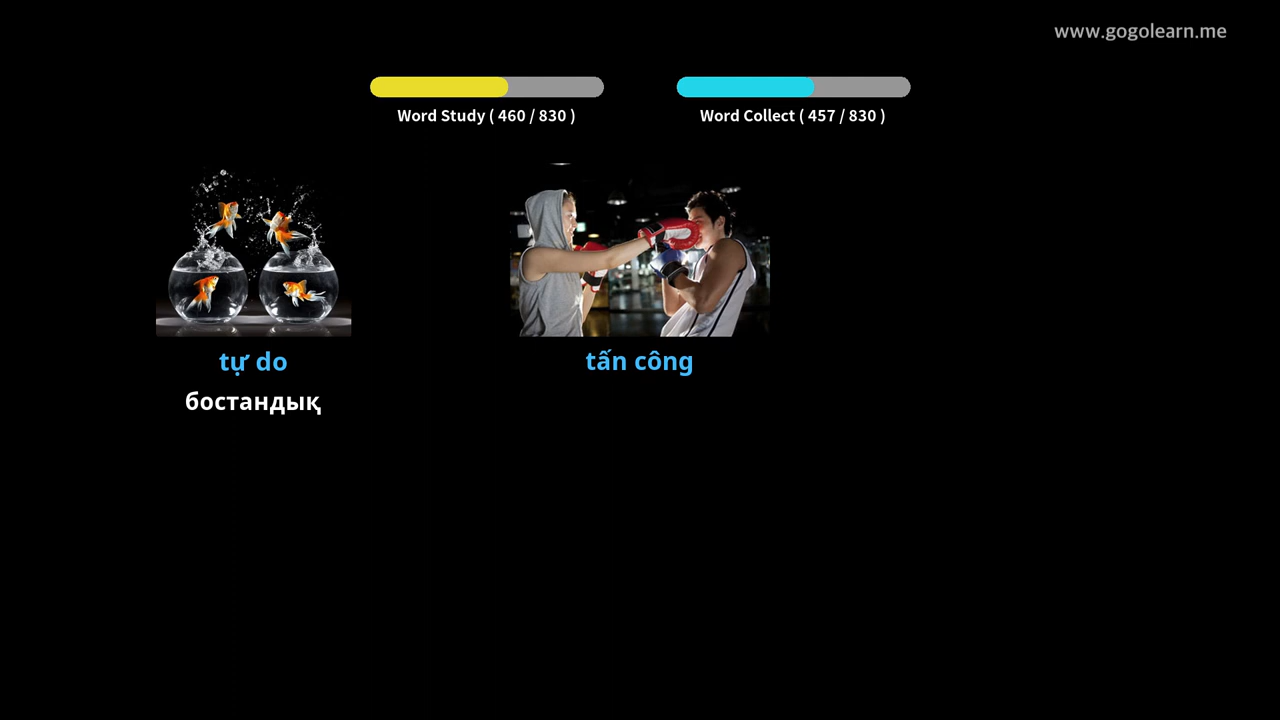 www.gogolearn.me
Word Study ( 460 / 830 )
Word Collect ( 457 / 830 )
tự do
бостандық
tấn công